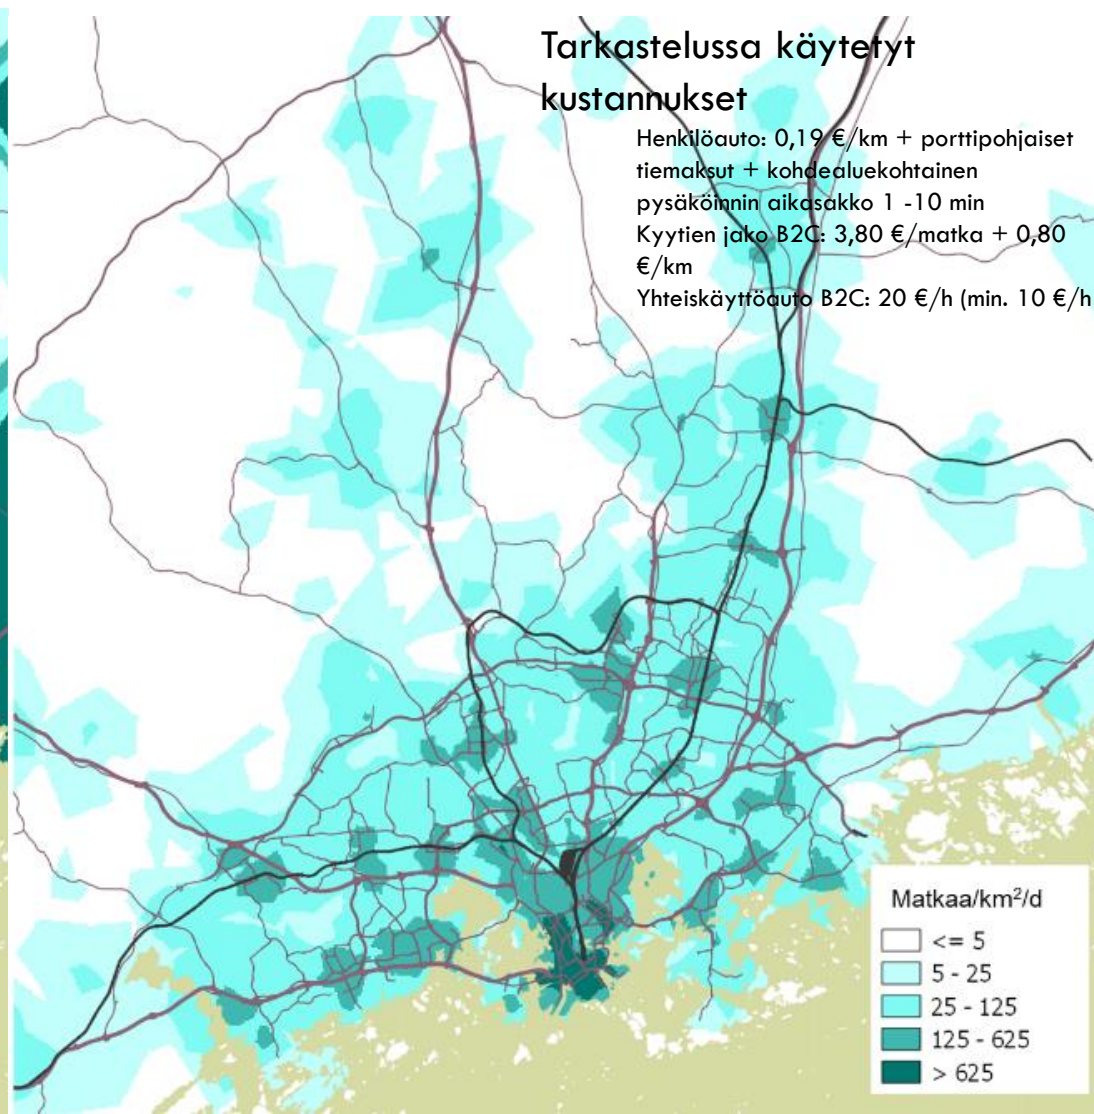 Tarkastelussa käytetyt
kustannukset
Henkilöauto: 0,19 €/km + porttipohjaiset
tiemaksut + kohdealuekohtainen
pysäköinnin aikasakko 1 -10 min
Kyytien jako B2C: 3,80 €/matka + 0,80
€/km
Yhteiskäyttöauto B2C: 20 €/h (min. 10 €/h
Matkaa/km²/d
<= 5
5 - 25
25 - 125
125 - 625
> 625